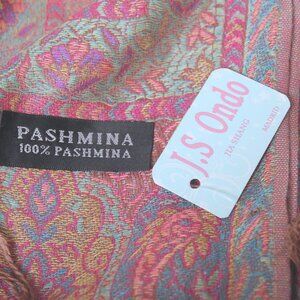 PASHMINA
100% PASHMINA
J.S Ondo
JIA SHANG
MADRID